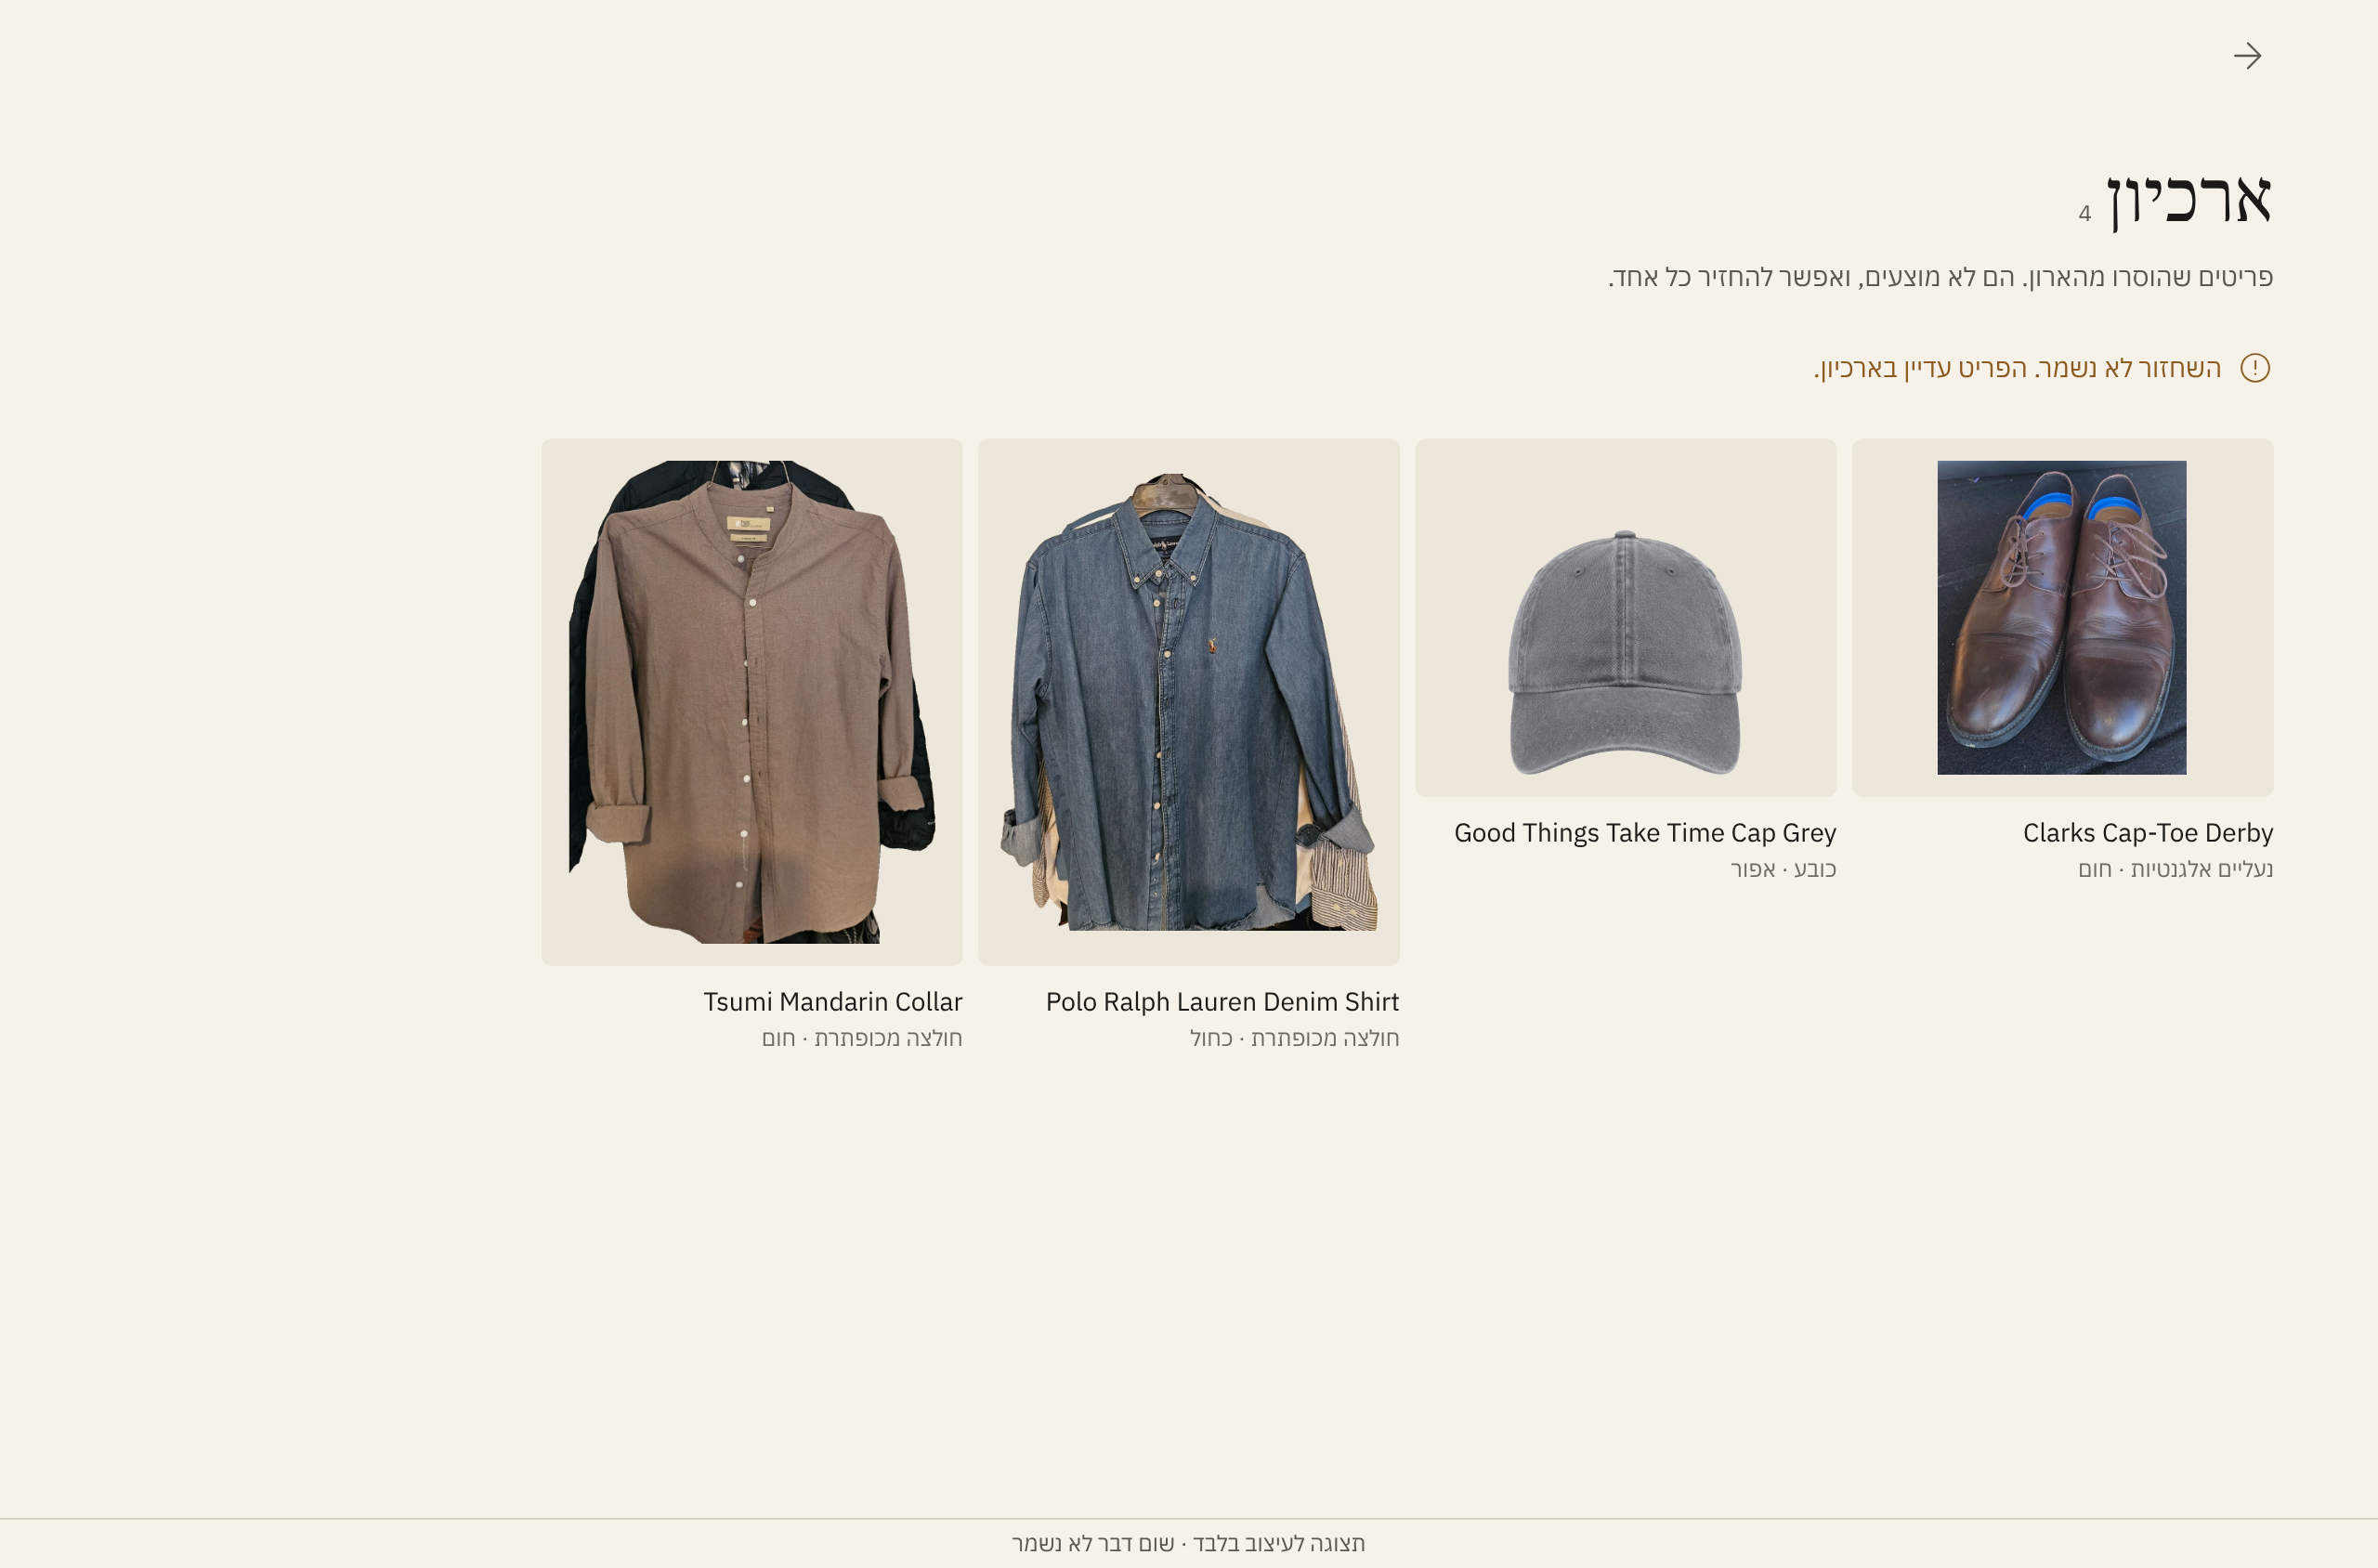 ארכיון 4
פריטים שהוסרו מהארון. הם לא מוצעים, ואפשר להחזיר כל אחד.
השחזור לא נשמר. הפריט עדיין בארכיון.
Clarks Cap-Toe Derby
נעליים אלגנטיות · חום
Good Things Take Time Cap Grey
כובע · אפור
Polo Ralph Lauren Denim Shirt
חולצה מכופתרת · כחול
Tsumi Mandarin Collar
חולצה מכופתרת · חום
תצוגה לעיצוב בלבד · שום דבר לא נשמר